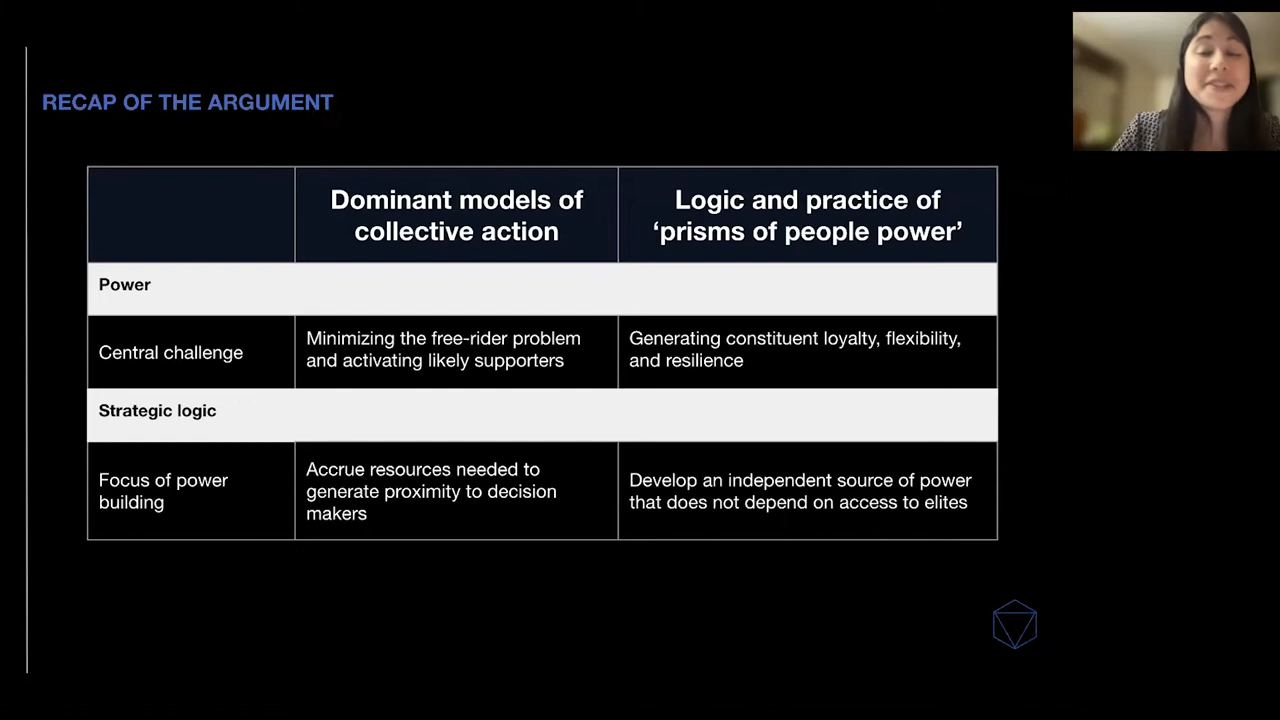 RECAP OF THE ARGUMENT
Dominant models of
collective action
Logic and practice of
‘prisms of people power’
Power
Central challenge
Minimizing the free-rider problem
and activating likely supporters
Generating constituent loyalty, flexibility,
and resilience
Strategic logic
Focus of power
building
Accrue resources needed to
generate proximity to decision
makers
Develop an independent source of power
that does not depend on access to elites